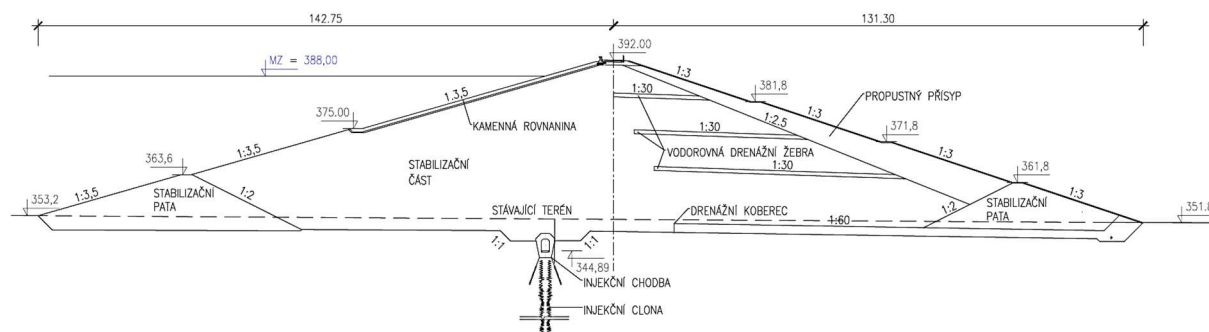 142.75
131.30
392.00
MZ = 388,00
1:3
381,8
1:3,5
1:30
1:3
PROPUSTNÝ PŘÍSYP
375.00
KAMENNÁ ROVNANINA
1:2.5
371,8
1:30
363,6
1:3,5
VODOROVNÁ DRENÁŽNÍ ŽEBRA
1:3
STABILIZAČNÍ
ČÁST
1:30
361,8
353,2
1:3,5
STABILIZAČNÍ
PATA
1:2
STÁVAJÍCÍ TERÉN
DRENÁŽNÍ KOBEREC
1:2
STABILIZAČNÍ
PATA
1:3
351.8
1:60
1:1
1:1
344,89
INJEKČNÍ CHODBA
INJEKČNÍ CLONA